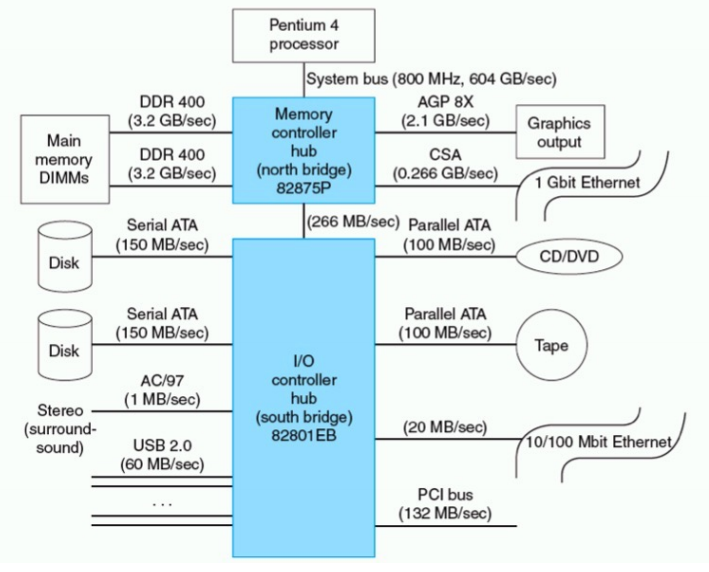 Pentium 4
processor
System bus (800 MHz, 604 GB/sec)
DDR 400
(3.2 GB/sec)
Memory
controller
hub
(north bridge)
82875P
AGP 8X
(2.1 GB/sec)
Graphics
output
Main
memory
DIMMs
DDR 400
(3.2 GB/sec)
CSA
(0.266 GB/sec)
1 Gbit Ethernet
(266 MB/sec)
Serial ATA
(150 MB/sec)
Parallel ATA
(100 MB/sec)
Disk
CD/DVD
Serial ATA
(150 MB/sec)
Parallel ATA
(100 MB/sec)
Disk
Tape
I/O
controller
hub
(south bridge)
82801EB
AC/97
(1 MB/sec)
Stereo
(surround-
sound)
(20 MB/sec)
10/100 Mbit Ethernet
USB 2.0
(60 MB/sec)
. . .
PCI bus
(132 MB/sec)